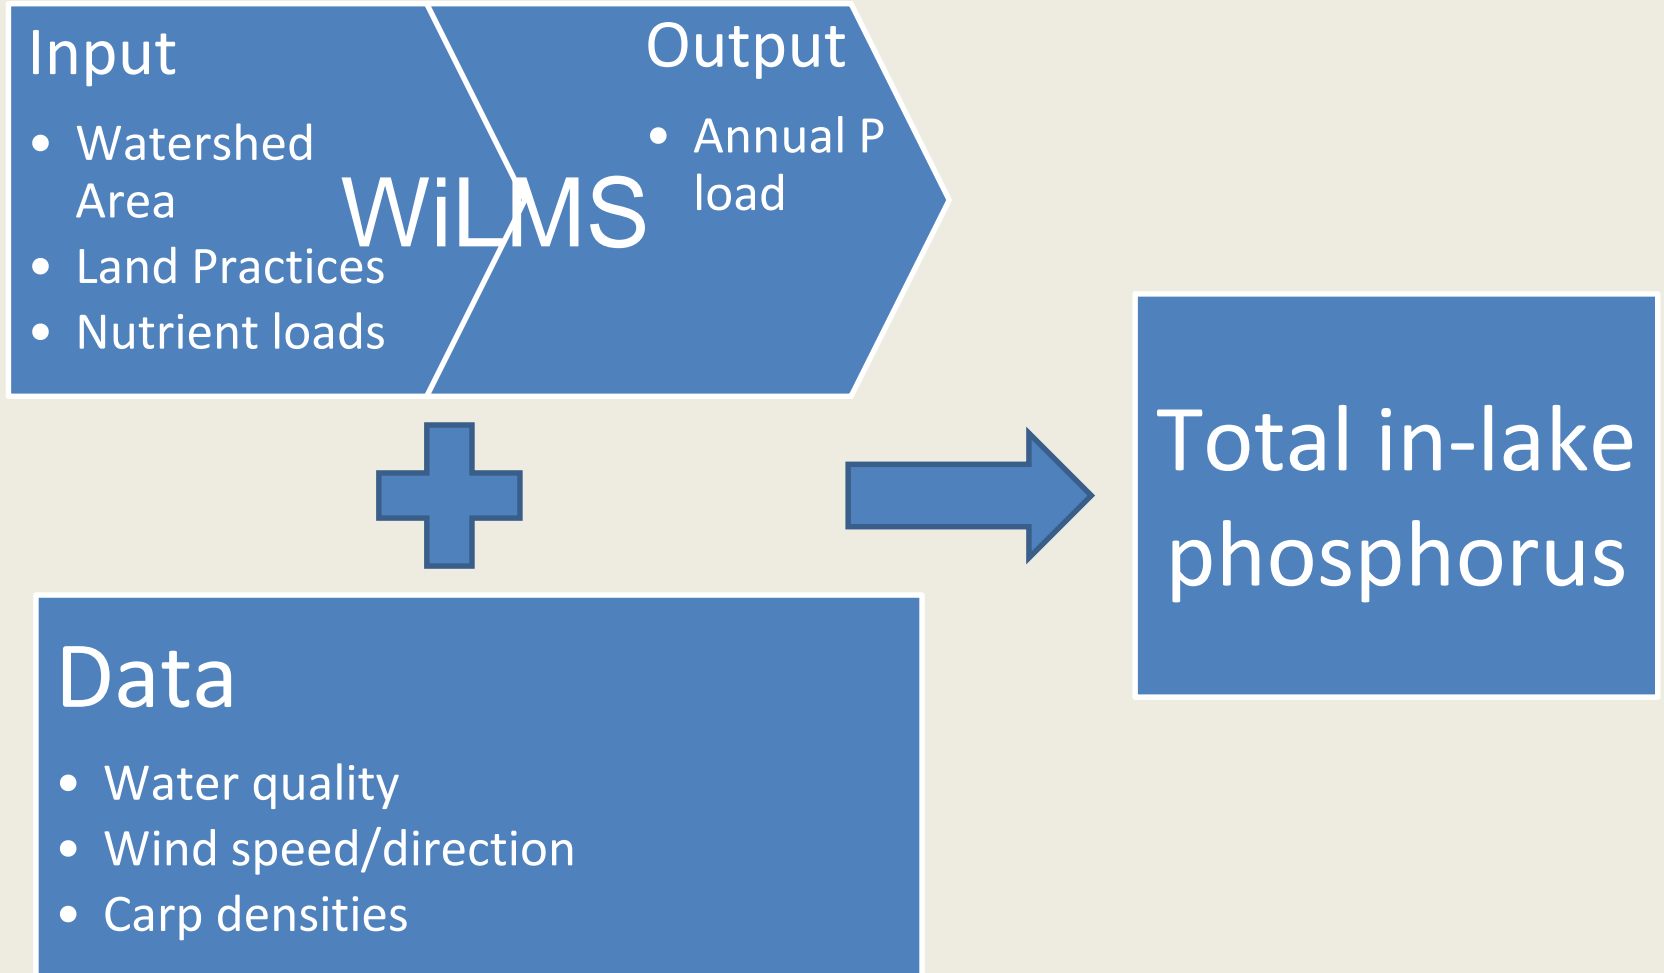 Input
• Watershed
Area
• Land Practices
• Nutrient loads
WiLMS
Output
• Annual P
load
Total in-lake
phosphorus
Data
• Water quality
• Wind speed/direction
• Carp densities